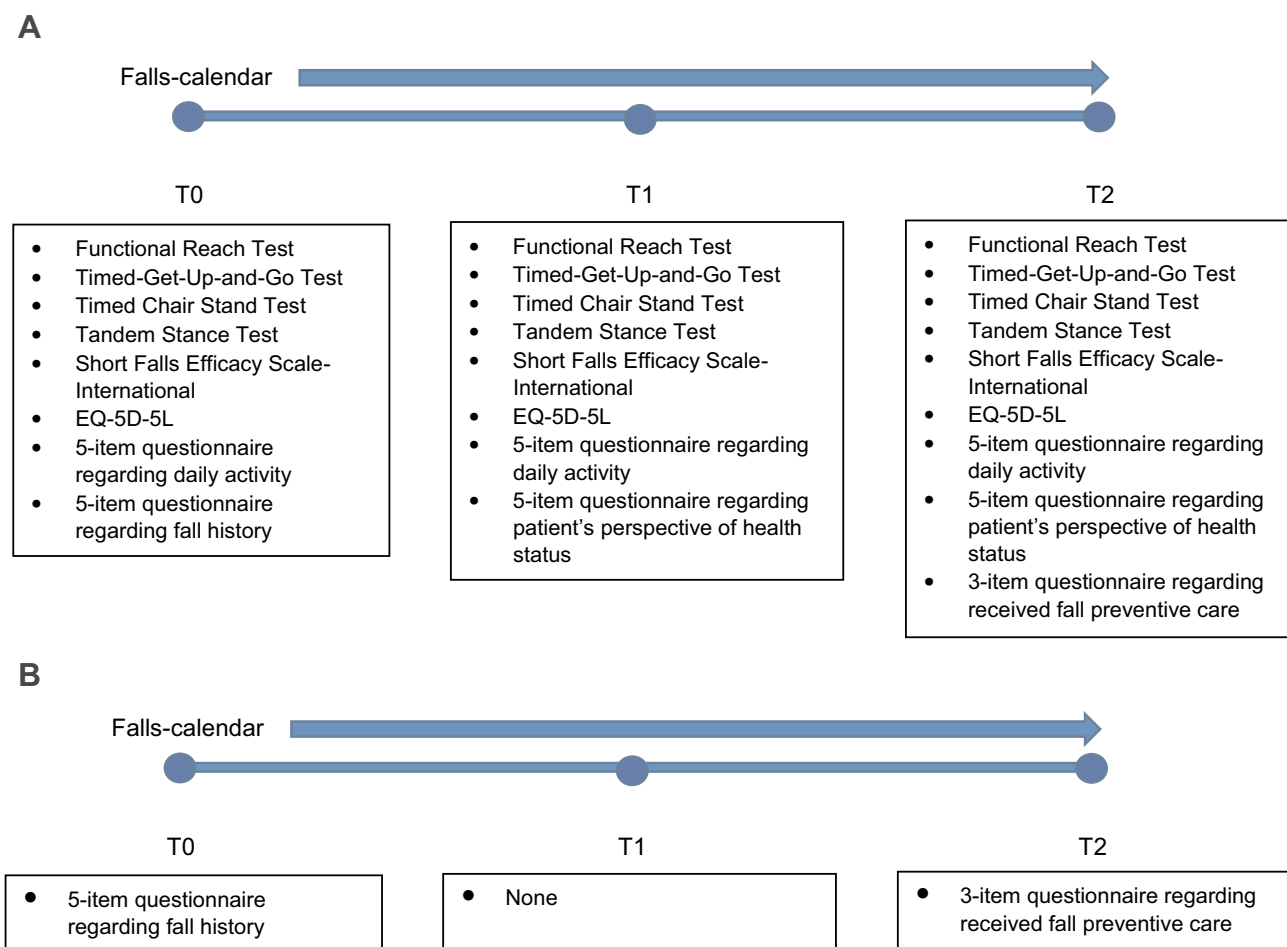 A
Falls-calendar
T0
T1
T2
• Functional Reach Test
• Timed-Get-Up-and-Go Test
• Timed Chair Stand Test
• Tandem Stance Test
• Short Falls Efficacy Scale-
International
• EQ-5D-5L
• 5-item questionnaire
regarding daily activity
• 5-item questionnaire
regarding fall history
• Functional Reach Test
• Timed-Get-Up-and-Go Test
• Timed Chair Stand Test
• Tandem Stance Test
• Short Falls Efficacy Scale-
International
• EQ-5D-5L
• 5-item questionnaire regarding
daily activity
• 5-item questionnaire regarding
patient’s perspective of health
status
• Functional Reach Test
• Timed-Get-Up-and-Go Test
• Timed Chair Stand Test
• Tandem Stance Test
• Short Falls Efficacy Scale-
International
• EQ-5D-5L
• 5-item questionnaire regarding
daily activity
• 5-item questionnaire regarding
patient’s perspective of health
status
• 3-item questionnaire regarding
received fall preventive care
B
Falls-calendar
T0
T1
T2
• 5-item questionnaire
regarding fall history
• None
• 3-item questionnaire regarding
received fall preventive care